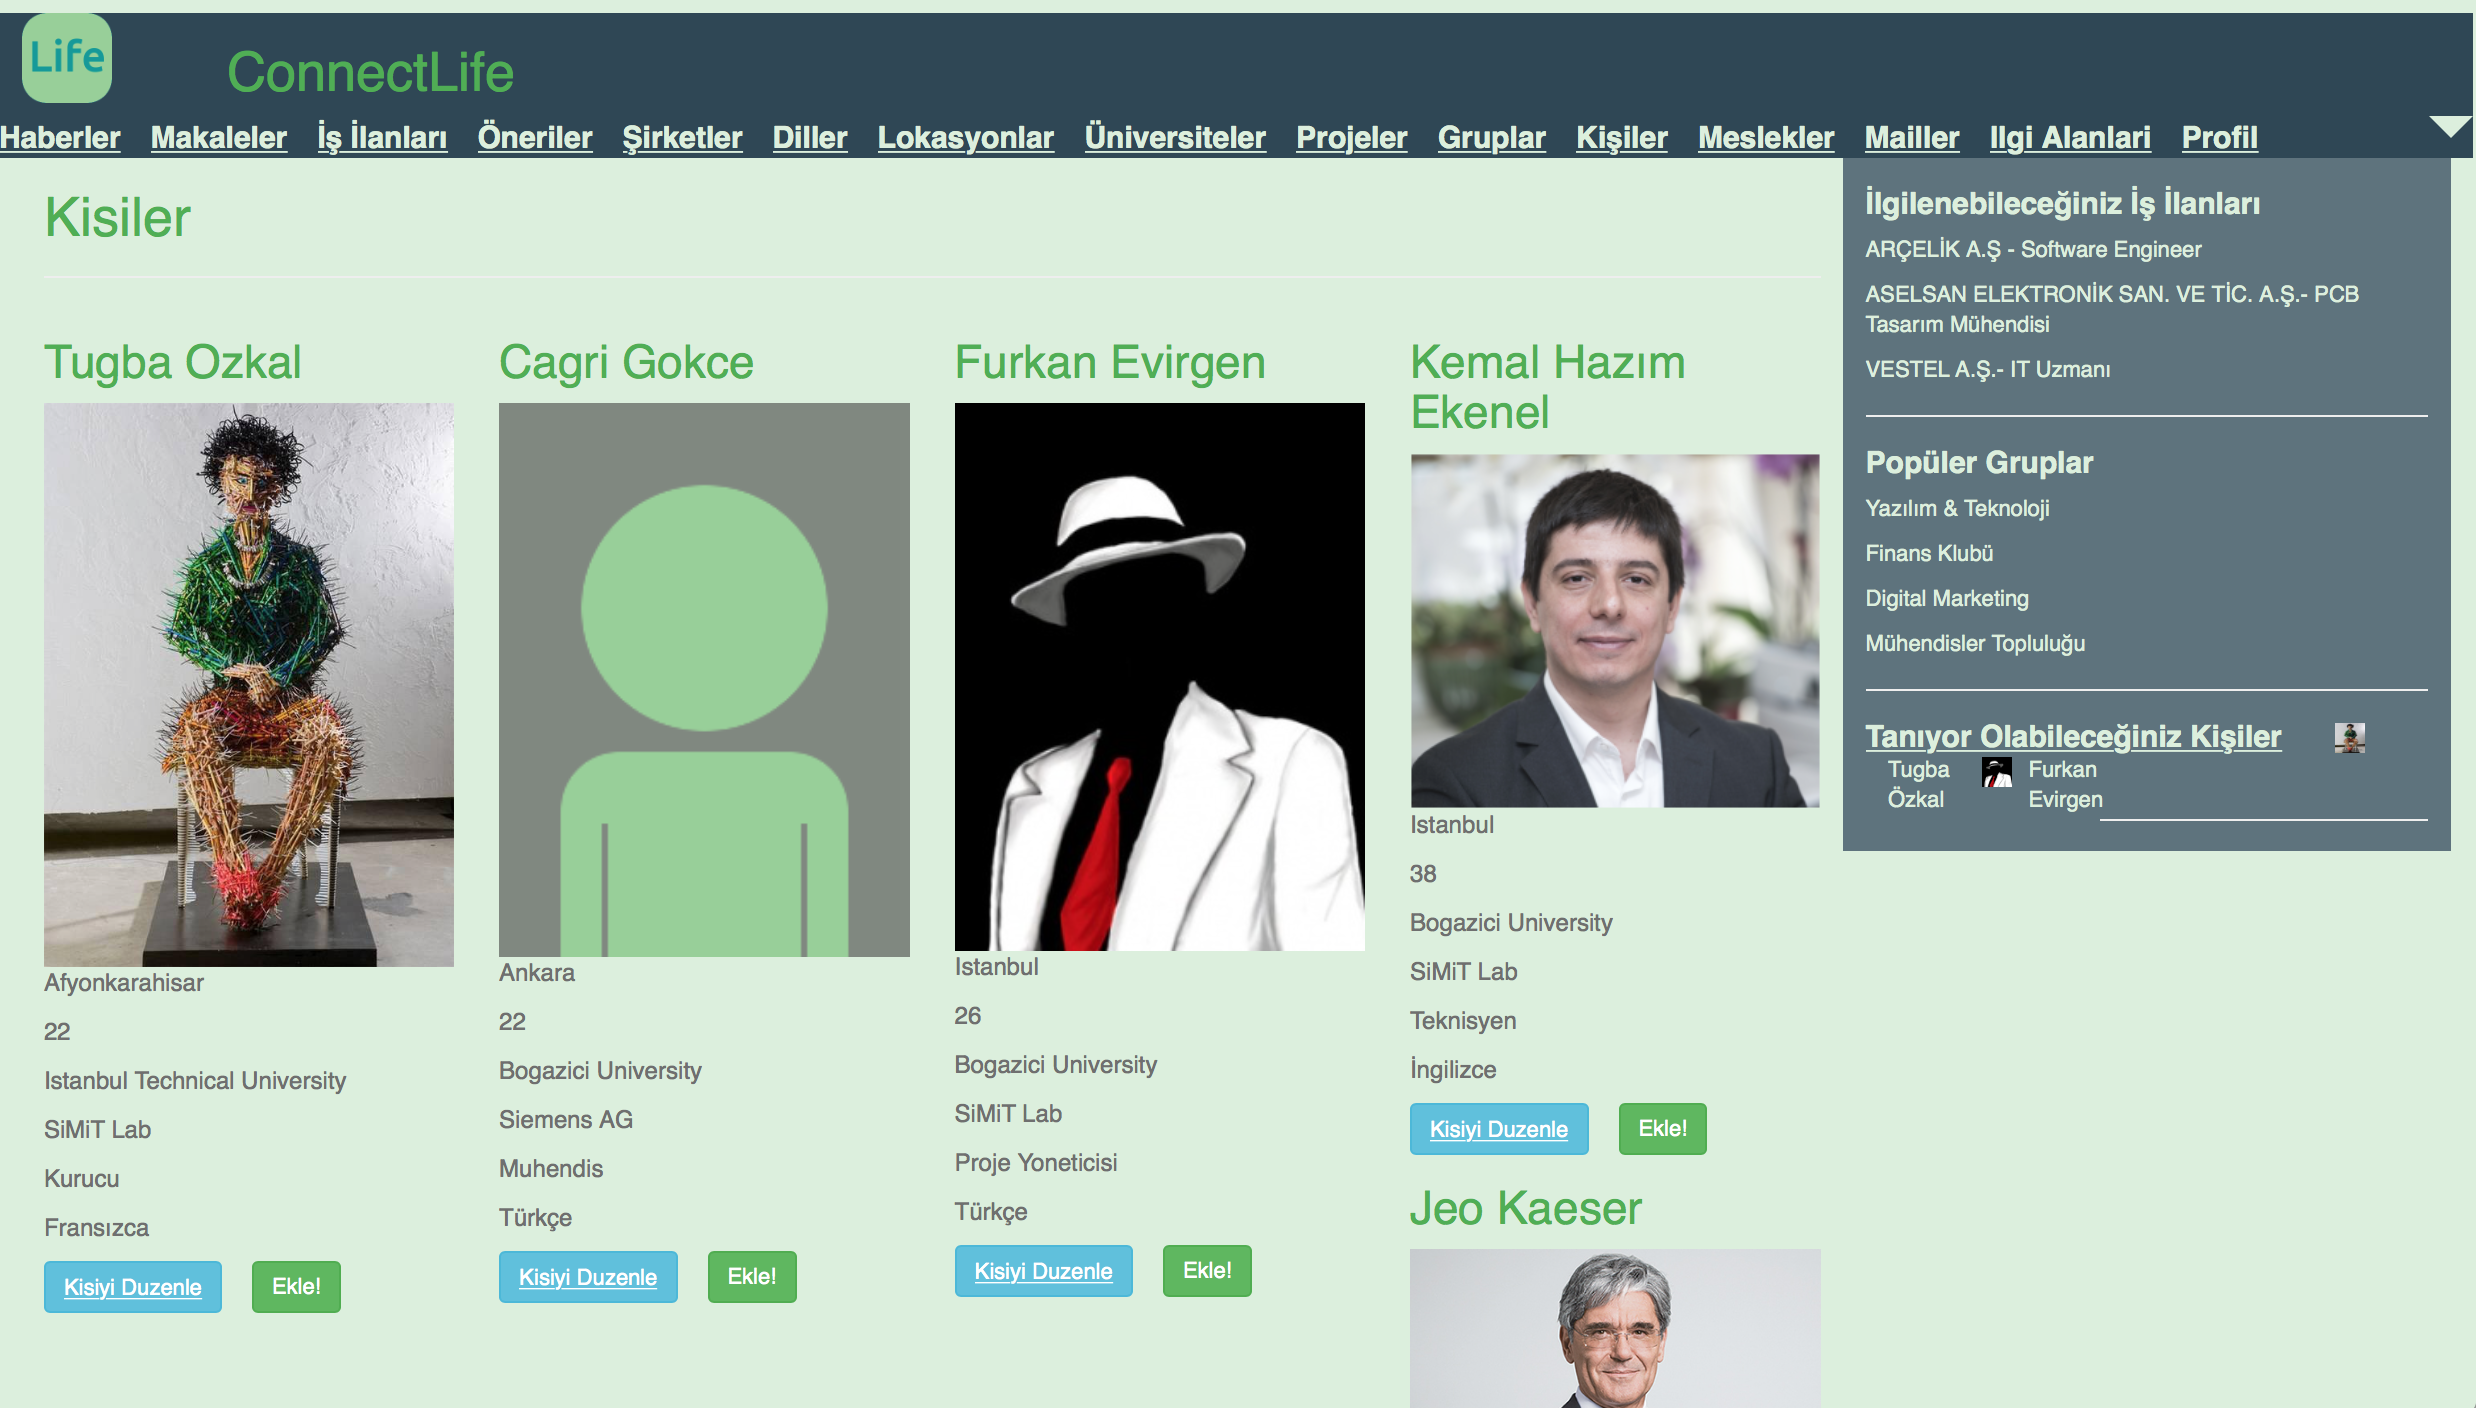 Life
ConnectLife
Haberler Makaleler İş İlanları Öneriler Şirketler Diller Lokasyonlar Üniversiteler Projeler Gruplar Kişiler Meslekler Mailler Ilgi Alanlari Profil
Kisiler
Tugba Ozkal
Afyonkarahisar
22
Istanbul Technical University
SiMiT Lab
Kurucu
Fransızca
Kisiyi Duzenle Ekle!
Cagri Gokce
Ankara
22
Bogazici University
Siemens AG
Muhendis
Türkçe
Kisiyi Duzenle Ekle!
Furkan Evirgen
Istanbul
26
Bogazici University
SiMiT Lab
Proje Yoneticisi
Türkçe
Kisiyi Duzenle Ekle!
Kemal Hazım
Ekenel
Istanbul
38
Bogazici University
SiMiT Lab
Teknisyen
İngilizce
Kisiyi Duzenle Ekle!
Jeo Kaeser
İlgilenebileceğiniz İş İlanları
ARÇELİK A.Ş - Software Engineer
ASELSAN ELEKTRONİK SAN. VE TİC. A.Ş.- PCB
Tasarım Mühendisi
VESTEL A.Ş.- IT Uzmanı
Popüler Gruplar
Yazılım & Teknoloji
Finans Klubü
Digital Marketing
Mühendisler Topluluğu
Tanıyor Olabileceğiniz Kişiler
Tugba
Özkal
Furkan
Evirgen